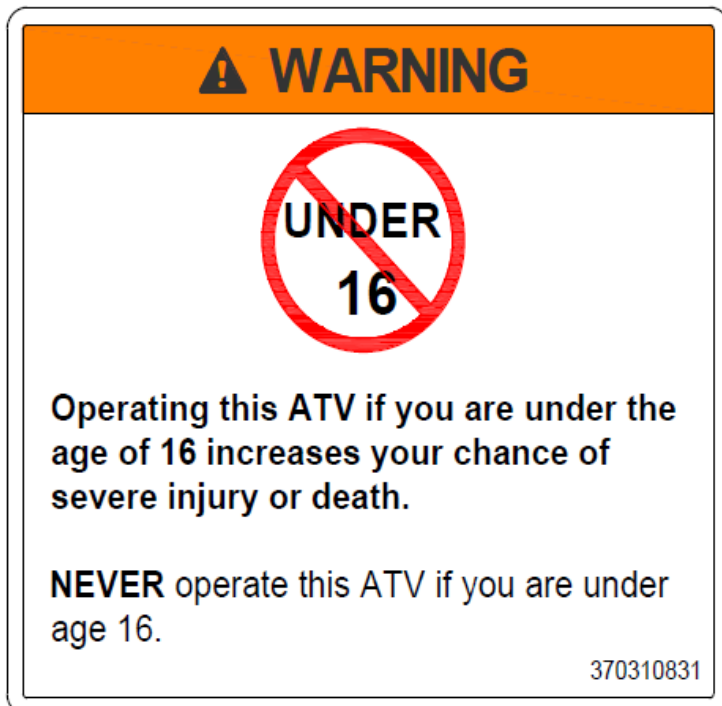 WARNING
UNDER
16
Operating this ATV if you are under the
age of 16 increases your chance of
severe injury or death.
NEVER operate this ATV if you are under
age 16.
370310831